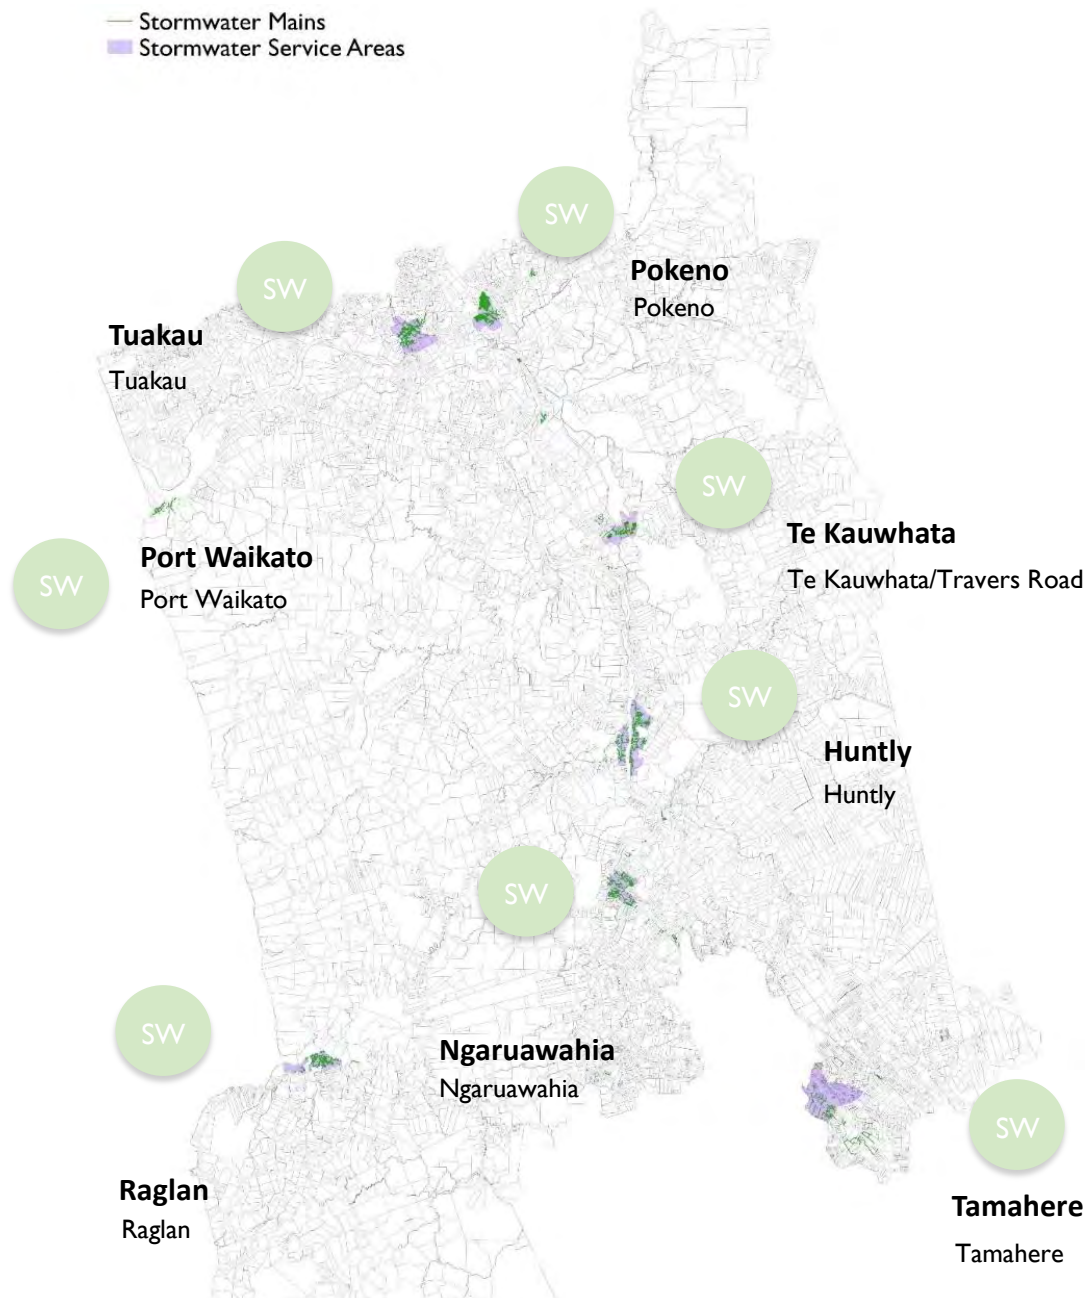 Stormwater Mains
Stormwater Service Areas
SW
Pokeno
Pokeno
SW
Tuakau
Tuakau
SW
Te Kauwhata
Te Kauwhata/Travers Road
SW
Port Waikato
Port Waikato
SW
Huntly
Huntly
SW
Ngaruawahia
Ngaruawahia
SW
Raglan
Raglan
SW
Tamahere
Tamahere